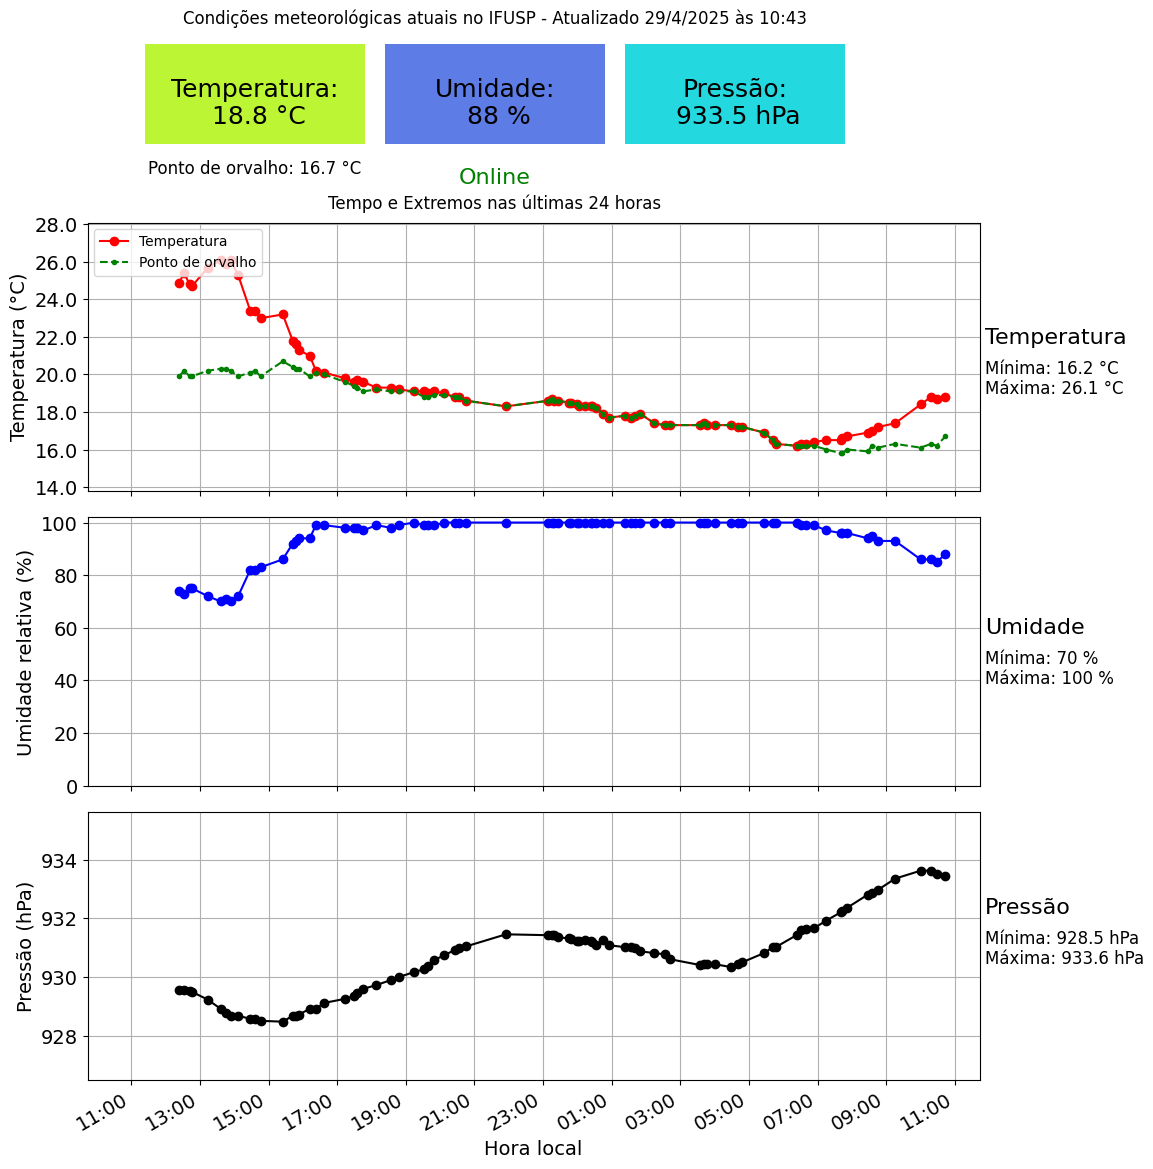 Condições meteorológicas atuais no IFUSP - Atualizado 29/4/2025 às 10:43
Temperatura:
18.8 °C
Umidade:
88 %
Pressão:
933.5 hPa
Ponto de orvalho: 16.7 °C
Online
Tempo e Extremos nas últimas 24 horas
Temperatura (°C)
28.0
26.0
24.0
22.0
20.0
18.0
16.0
14.0
Temperatura
Ponto de orvalho
Temperatura
Mínima: 16.2 °C
Máxima: 26.1 °C
Umidade relativa (%)
100
80
60
40
20
0
Umidade
Mínima: 70 %
Máxima: 100 %
Pressão (hPa)
934
932
930
928
Pressão
Mínima: 928.5 hPa
Máxima: 933.6 hPa
11:00
13:00
15:00
17:00
19:00
21:00
23:00
01:00
03:00
05:00
07:00
09:00
11:00
Hora local